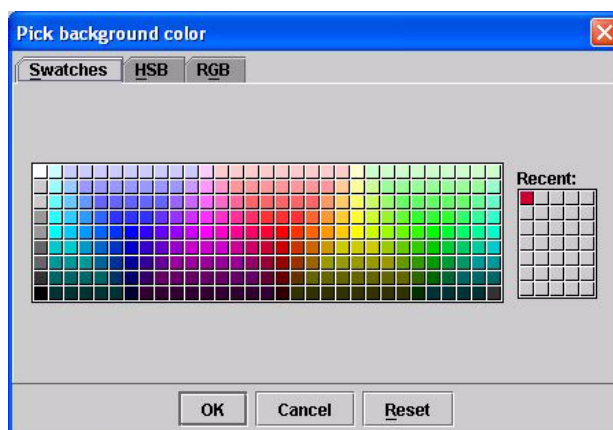 Pick background color
Swatches HSB RGB
Recent:
OK Cancel Reset